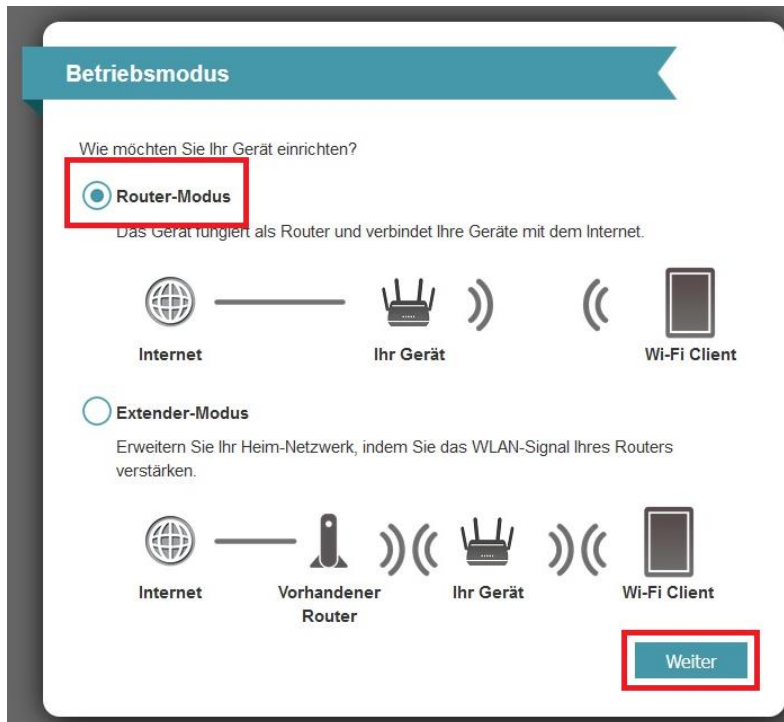 Betriebsmodus
Wie möchten Sie Ihr Gerät einrichten?
Router-Modus
Das Gerät fungiert als Router und verbindet Ihre Geräte mit dem Internet.
Internet
Ihr Gerät
Wi-Fi Client
Extender-Modus
Erweitern Sie Ihr Heim-Netzwerk, indem Sie das WLAN-Signal Ihres Routers
verstärken.
Internet
Vorhandener
Router
Ihr Gerät
Wi-Fi Client
Weiter